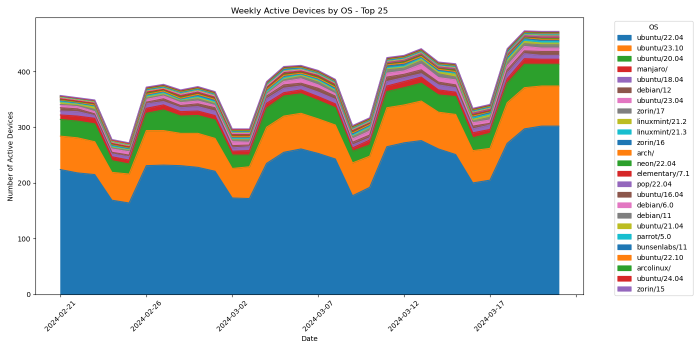 Weekly Active Devices by OS - Top 25
Number of Active Devices
400
300
200
100
0
2024-02-21
2024-02-26
2024-03-02
2024-03-07
2024-03-12
2024-03-17
Date
OS
ubuntu/22.04
ubuntu/23.10
ubuntu/20.04
manjaro/
ubuntu/18.04
debian/12
ubuntu/23.04
zorin/17
linuxmint/21.2
linuxmint/21.3
zorin/16
arch/
neon/22.04
elementary/7.1
pop/22.04
ubuntu/16.04
debian/6.0
debian/11
ubuntu/21.04
parrot/5.0
bunsenlabs/11
ubuntu/22.10
arcolinux/
ubuntu/24.04
zorin/15